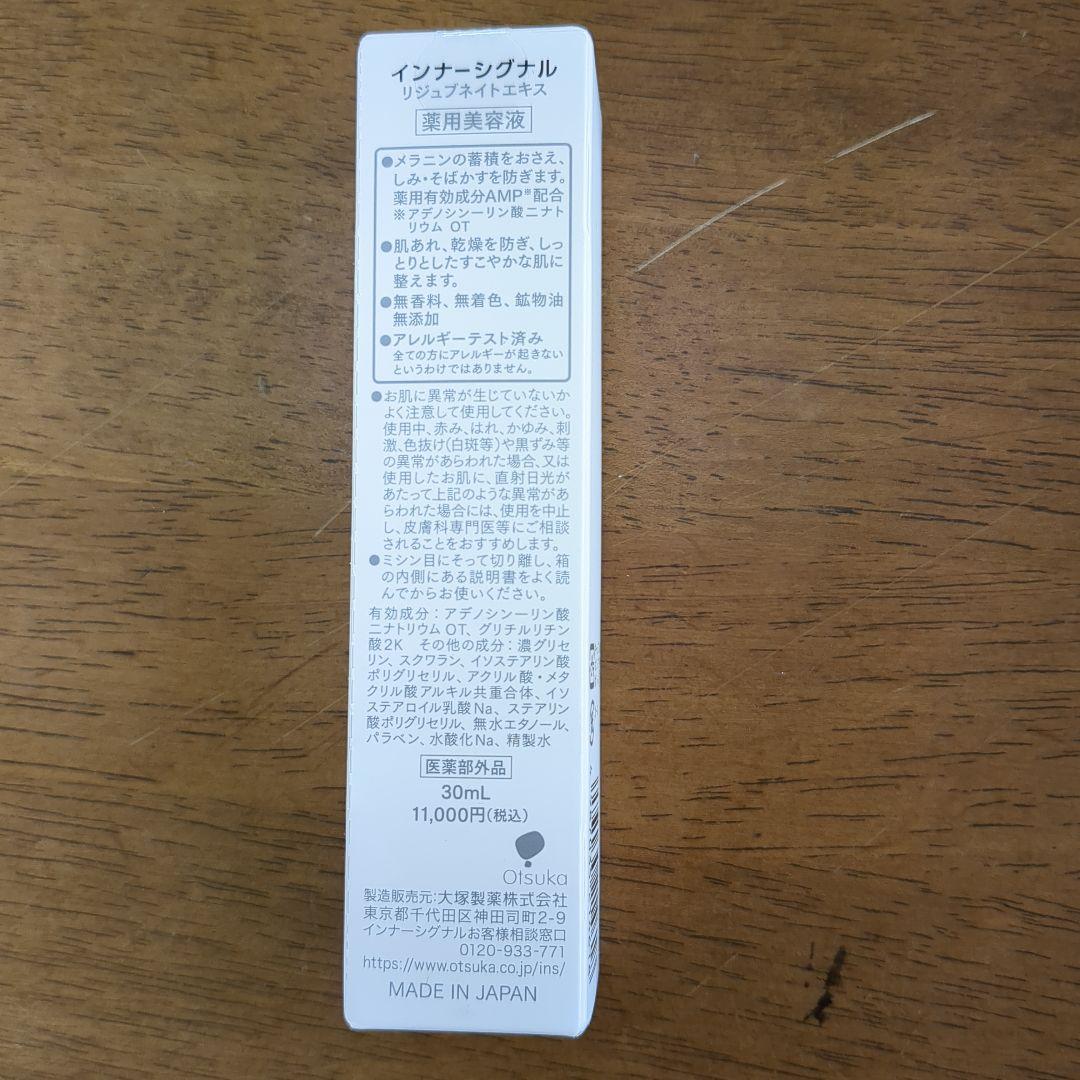 インナーシグナル
リジュブネイトエキス
薬用美容液
●メラニンの蓄積をおさえ、
しみ・そばかすを防ぎます。
薬用有効成分AMP※配合
※アデノシン一リン酸二ナト
リウム OT
●肌あれ、乾燥を防ぎ、しっ
とりとしたすこやかな肌に
整えます。
●無香料、無着色、鉱物油
無添加
●アレルギーテスト済み
全ての方にアレルギーが起きない
というわけではありません。
●お肌に異常が生じていないか
よく注意して使用してください。
使用中、赤み、はれ、かゆみ、刺
激、色抜け(白斑等)や黒ずみ等
の異常があらわれた場合、又は
使用したお肌に、直射日光が
あたって上記のような異常があ
らわれた場合には、使用を中止
し、皮膚科専門医等にご相談
されることをおすすめします。
●ミシン目にそって切り離し、箱
の内側にある説明書をよく読
んでからお使いください。
有効成分：アデノシン一リン酸
二ナトリウムOT、グリチルリチン
酸2K その他の成分：濃グリセ
リン、スクワラン、イソステアリン酸
ポリグリセリル、アクリル酸・メタ
クリル酸アルキル共重合体、イソ
ステアロイル乳酸Na、ステアリン
酸ポリグリセリル、無水エタノール、
パラベン、水酸化Na、精製水
医薬部外品
30mL
11,000円(税込)
Otsuka
製造販売元:大塚製薬株式会社
東京都千代田区神田司町2-9
インナーシグナルお客様相談窓口
0120-933-771
https://www.otsuka.co.jp/ins/
MADE IN JAPAN